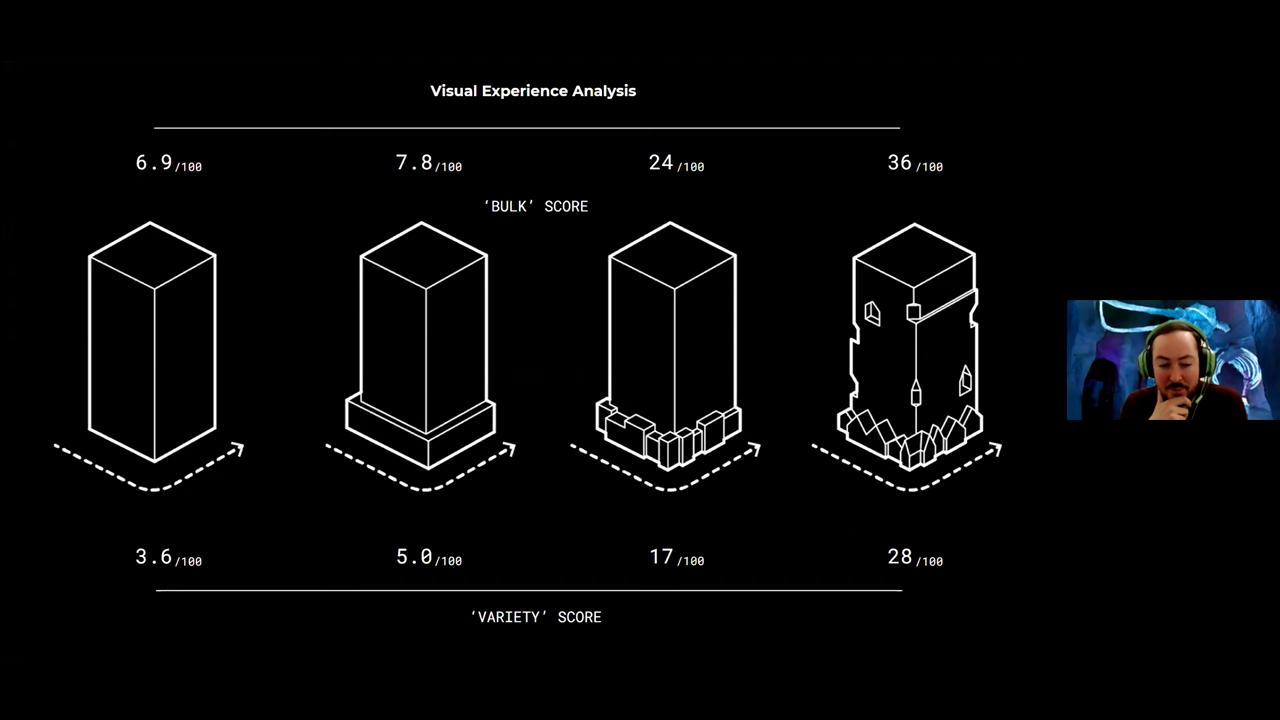 Visual Experience Analysis
6.9/100 7.8/100 24/100 36/100
‘BULK’ SCORE
3.6/100 5.0/100 17/100 28/100
‘VARIETY’ SCORE